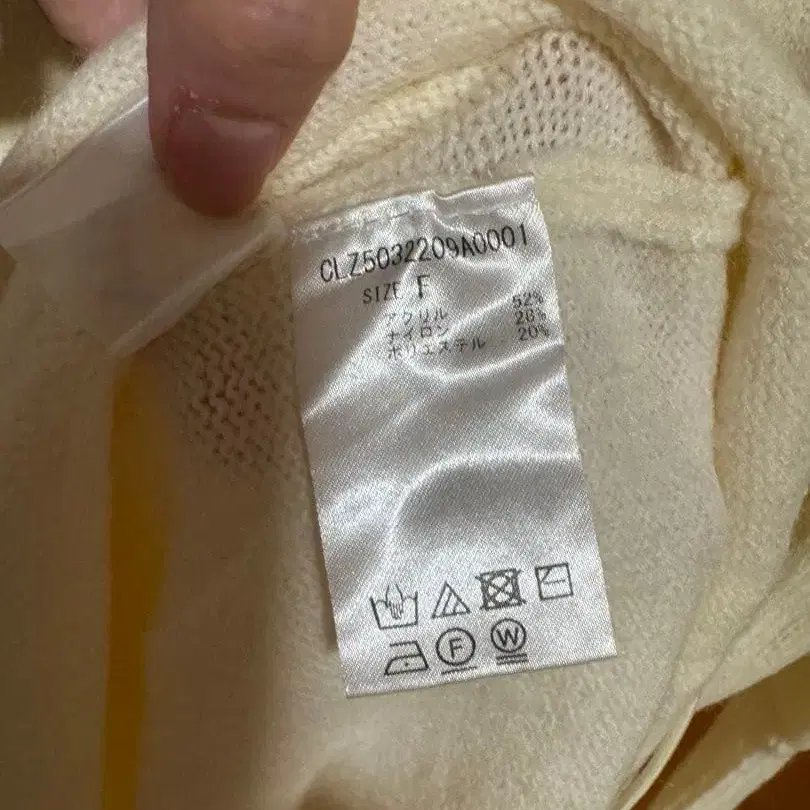 CLZ5032209A0001
SIZE F
アクリル 52%
ナイロン 28%
ポリエステル 20%
F W